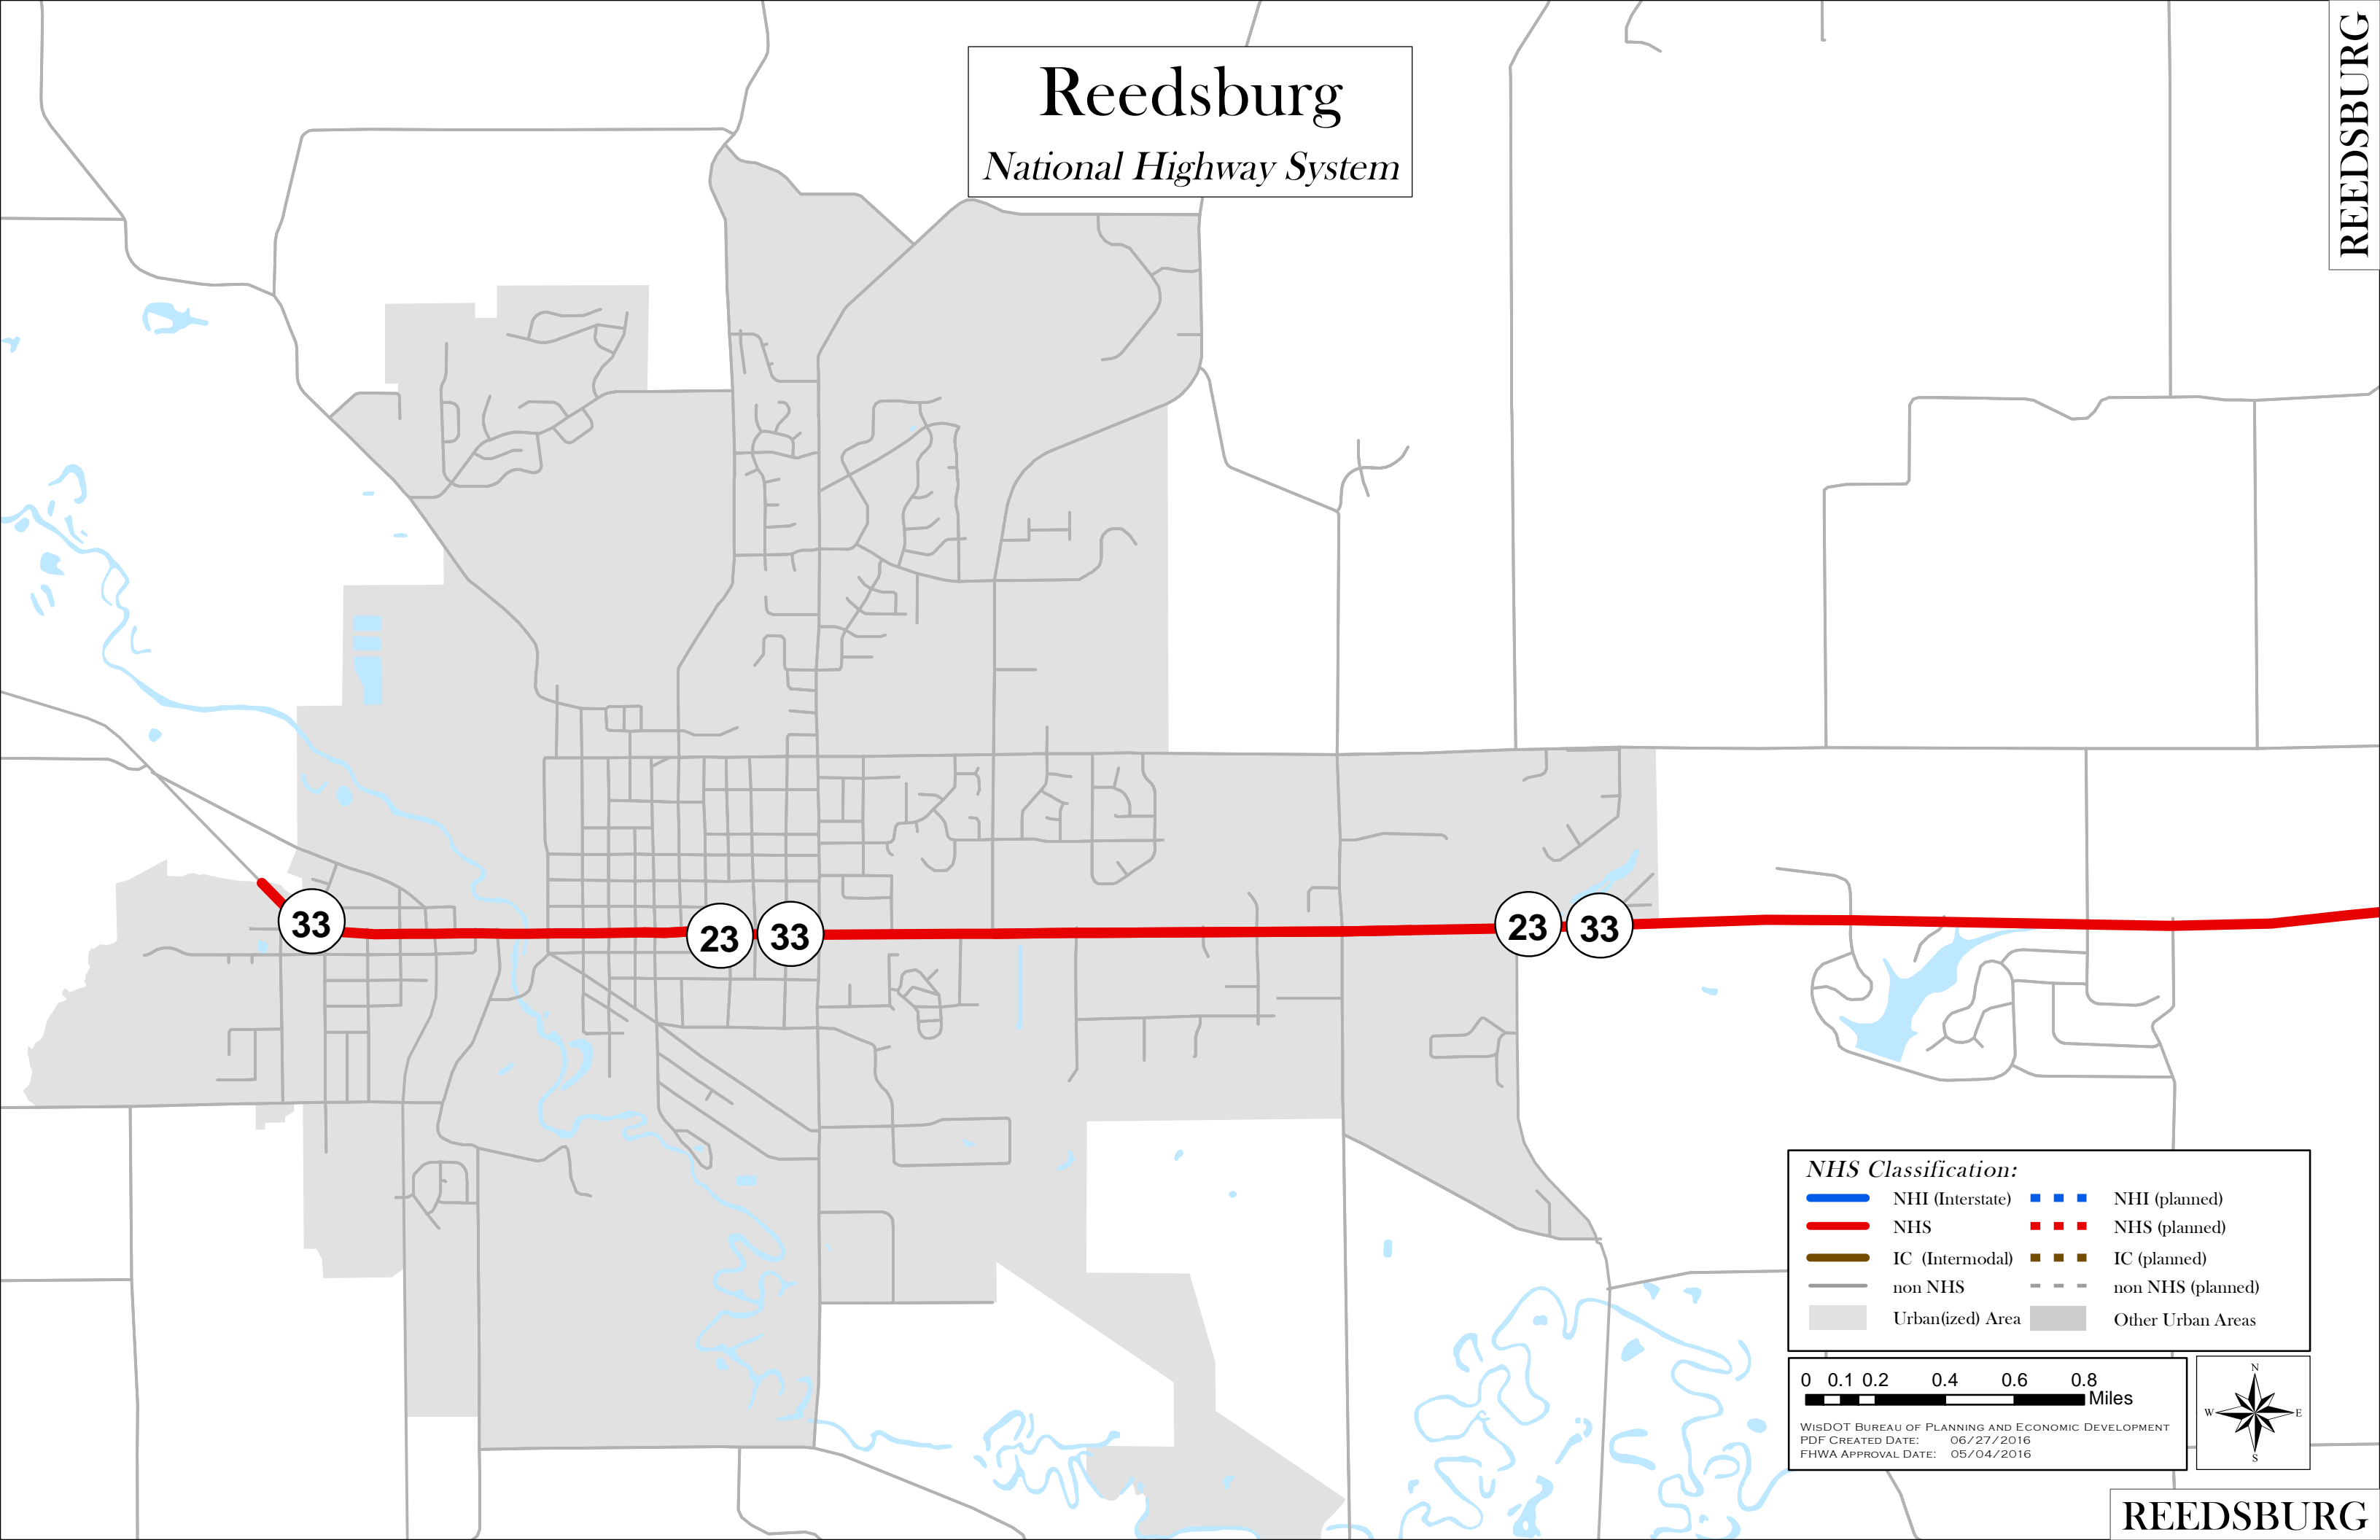 Reedsburg
National Highway System
REEDSBURG
33
23
33
23
33
NHS Classification:
NHI (Interstate)
NHI (planned)
NHS
NHS (planned)
IC (Intermodal)
IC (planned)
non NHS
non NHS (planned)
Urban(ized) Area
Other Urban Areas
0 0.1 0.2 0.4 0.6 0.8
Miles
WisDOT Bureau of Planning and Economic Development
PDF Created Date: 06/27/2016
FHWA Approval Date: 05/04/2016
N
W
E
S
REEDSBURG